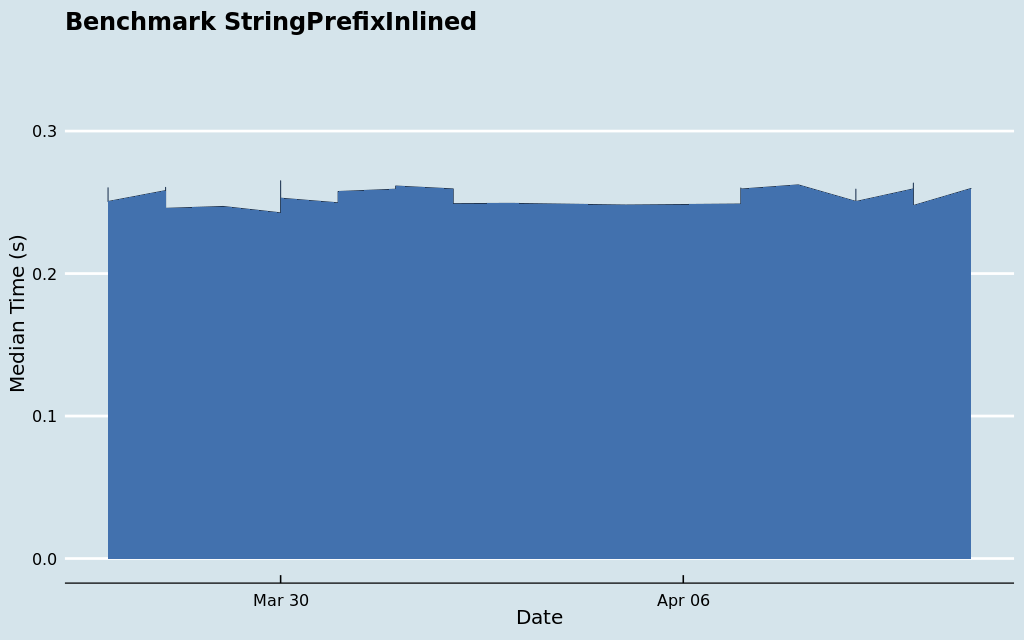 Benchmark StringPrefixInlined
0.3
0.2
0.1
0.0
Median Time (s)
Mar 30
Apr 06
Date